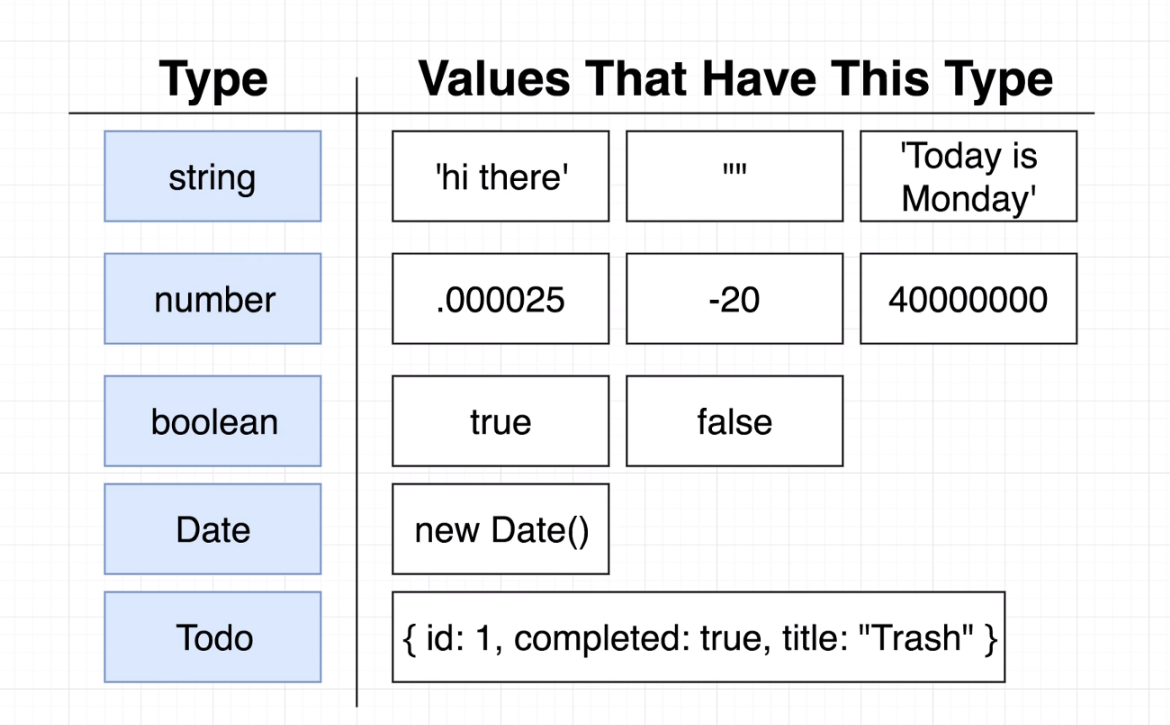 Type
Values That Have This Type
string
'hi there'
""
'Today is
Monday'
number
.000025
-20
40000000
boolean
true
false
Date
new Date()
Todo
{ id: 1, completed: true, title: "Trash" }